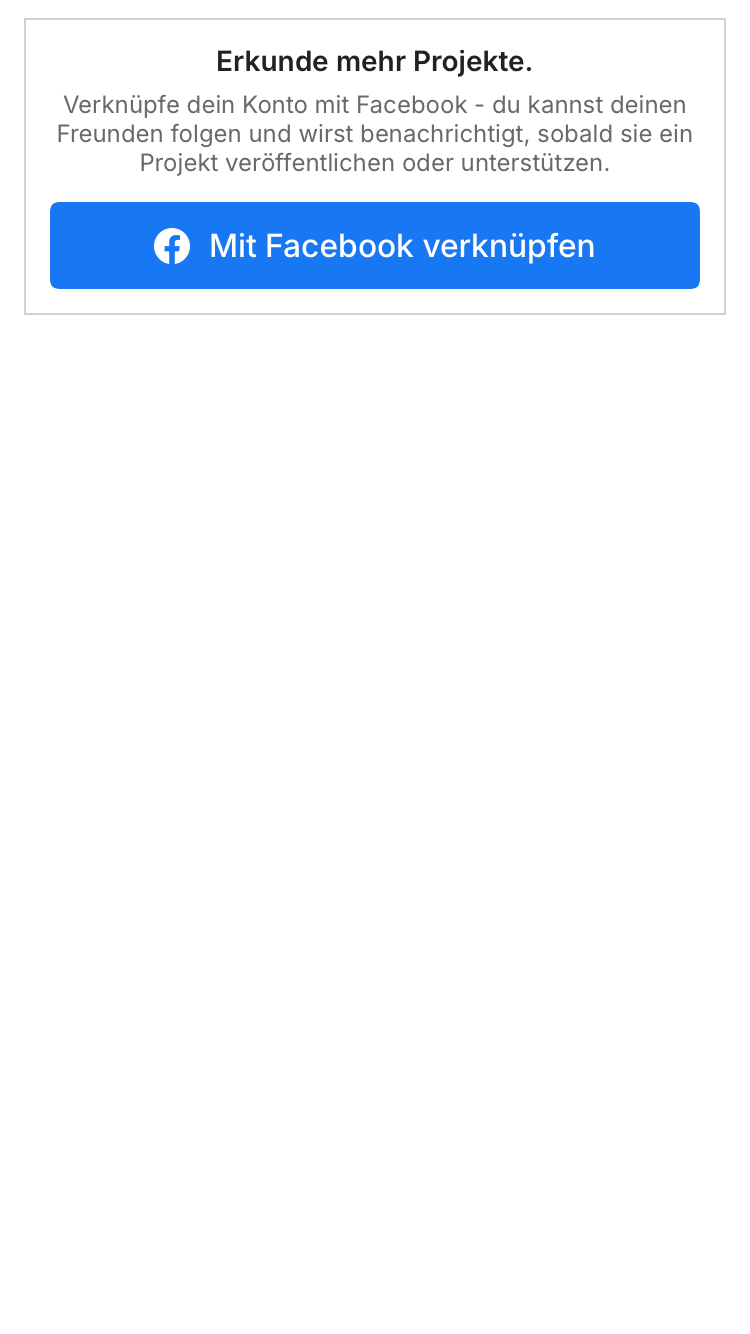 Erkunde mehr Projekte.
Verknüpfe dein Konto mit Facebook - du kannst deinen
Freunden folgen und wirst benachrichtigt, sobald sie ein
Projekt veröffentlichen oder unterstützen.
Mit Facebook verknüpfen